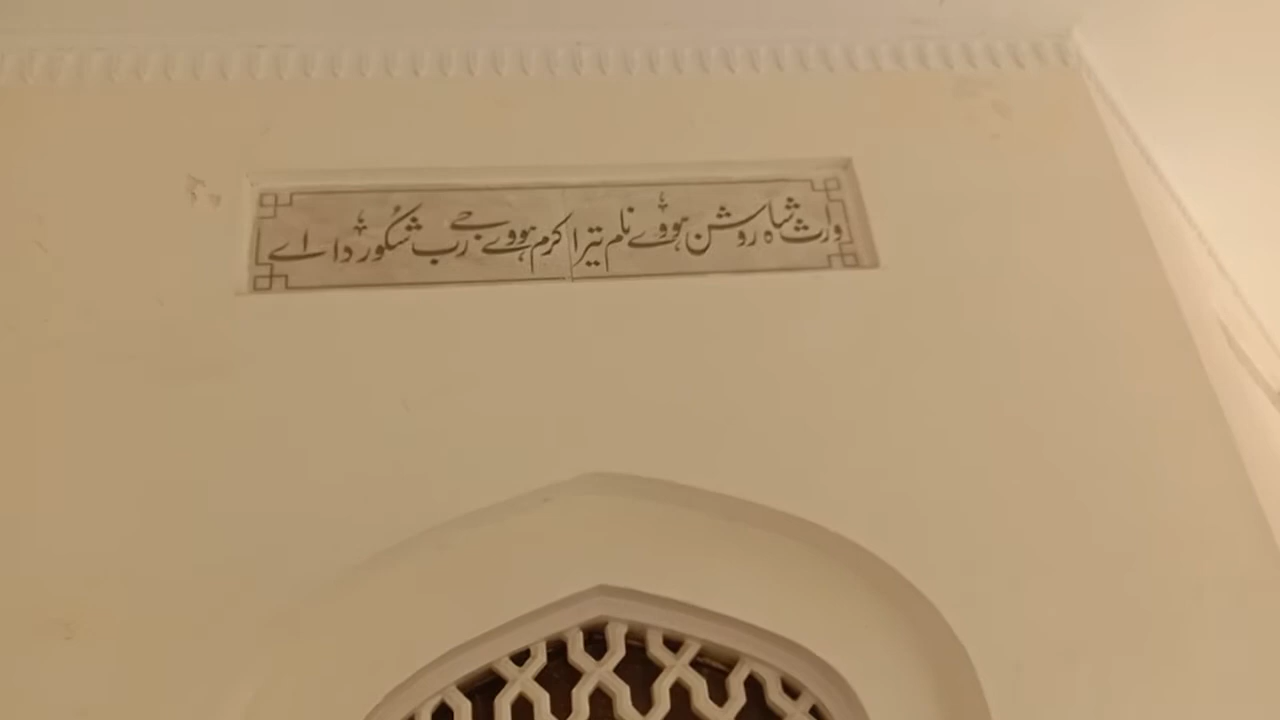 وارث شاہ روشن ہووے نام تیرا کرم ہووے جے رب شکور دا اے